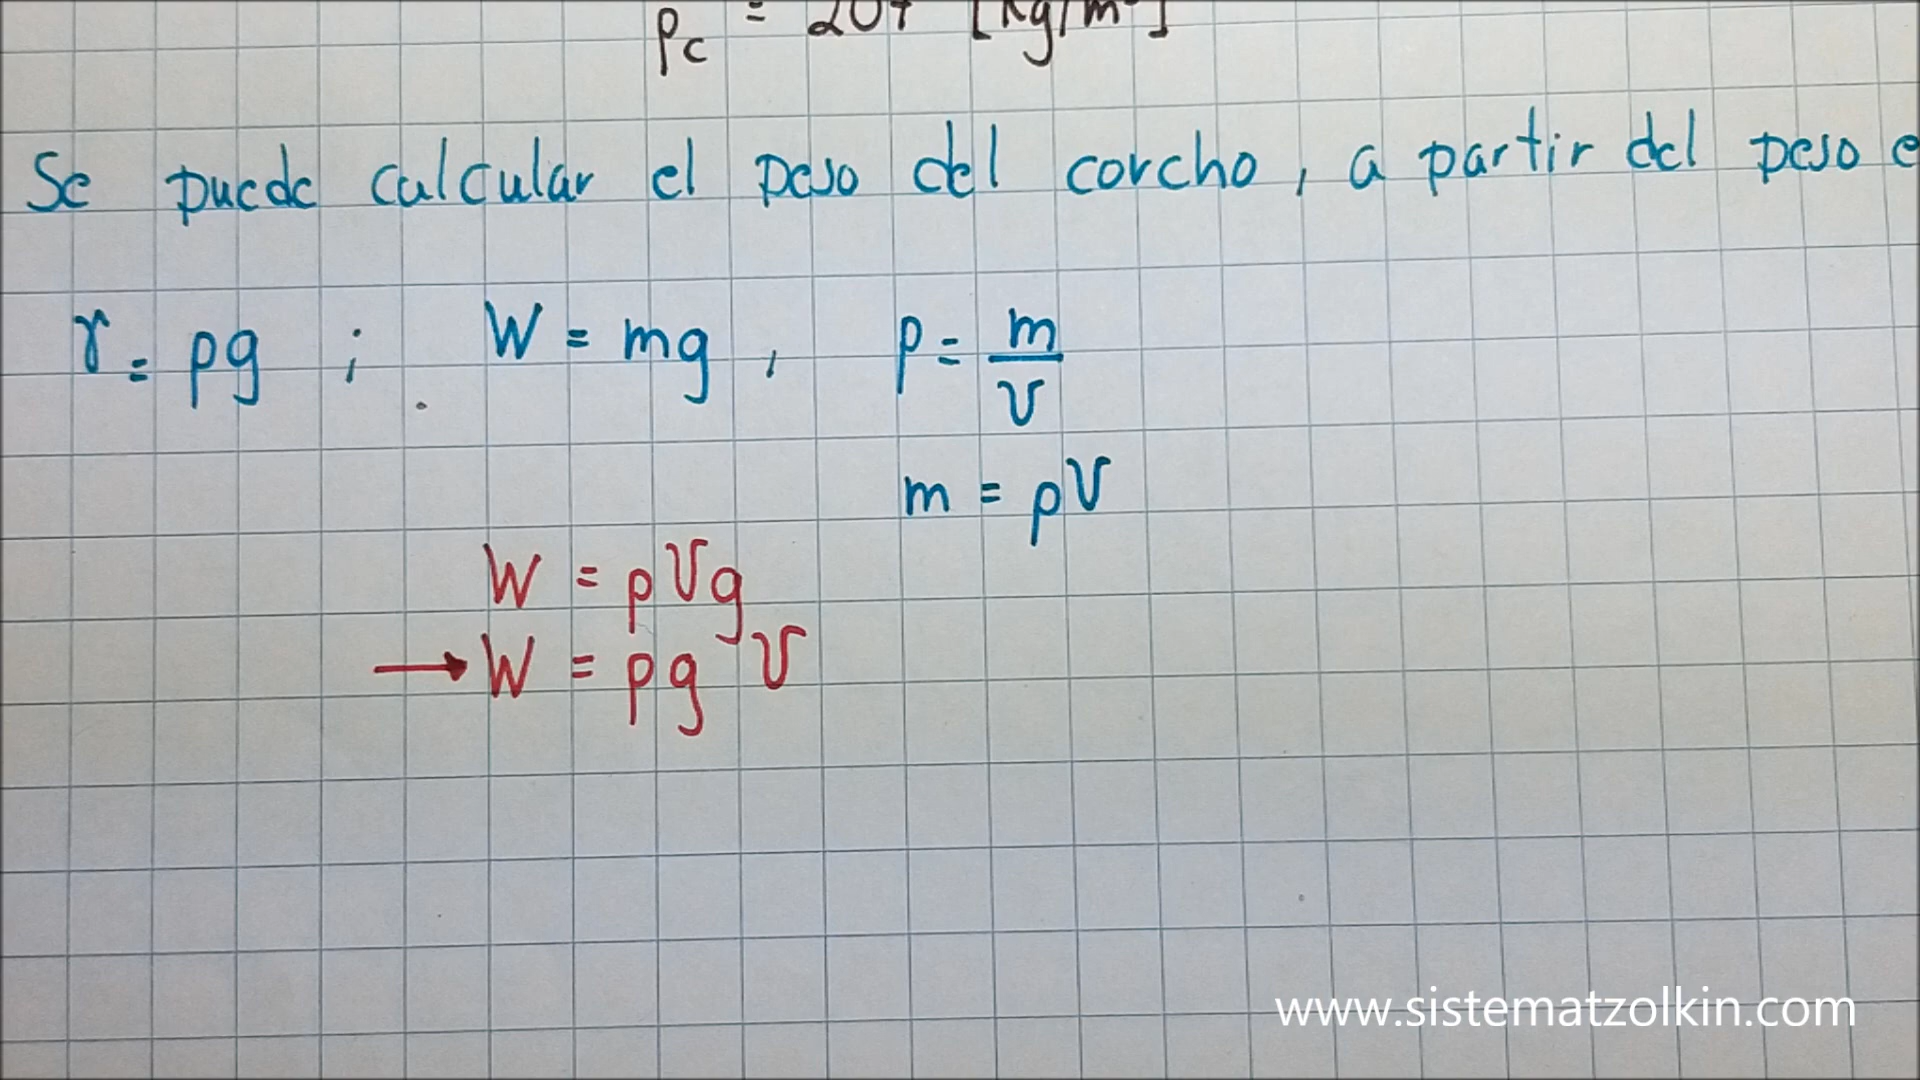 ρc = 207 [kg/m³]
Se puede calcular el peso del corcho, a partir del peso e
γ = ρg ; W = mg , ρ = m/V
m = ρV
W = ρVg
→ W = ρg V
www.sistematzolkin.com